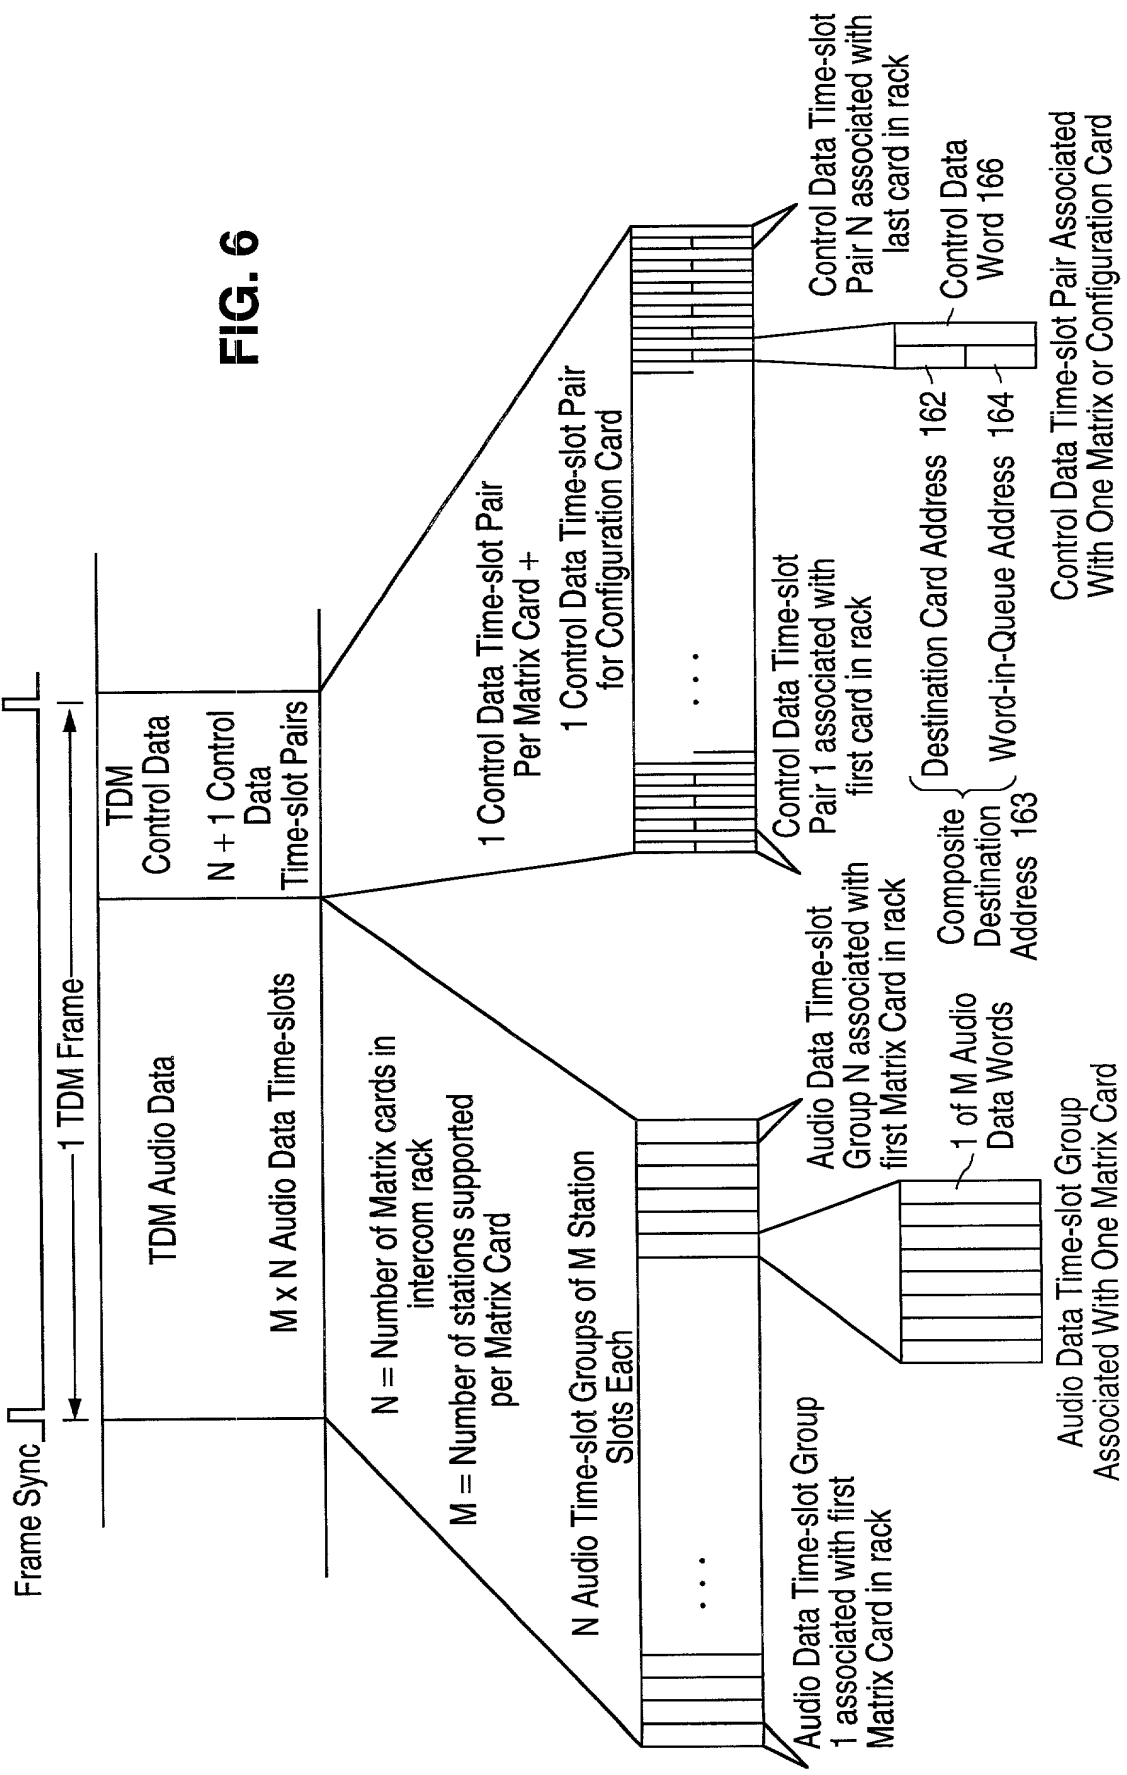 FIG. 6
Frame Sync
1 TDM Frame
TDM Audio Data
M x N Audio Data Time-slots
TDM
Control Data
N + 1 Control
Data
Time-slot Pairs
N = Number of Matrix cards in
intercom rack
M = Number of stations supported
per Matrix Card
N Audio Time-slot Groups of M Station
Slots Each
1 Control Data Time-slot Pair
Per Matrix Card +
1 Control Data Time-slot Pair
for Configuration Card
. . .
. . .
Audio Data Time-slot Group
1 associated with first
Matrix Card in rack
Audio Data Time-slot
Group N associated with
first Matrix Card in rack
Control Data Time-slot
Pair 1 associated with
first card in rack
Control Data Time-slot
Pair N associated with
last card in rack
1 of M Audio
Data Words
Audio Data Time-slot Group
Associated With One Matrix Card
Composite
Destination
Address 163
Destination Card Address 162
Word-in-Queue Address 164
Control Data
Word 166
Control Data Time-slot Pair Associated
With One Matrix or Configuration Card